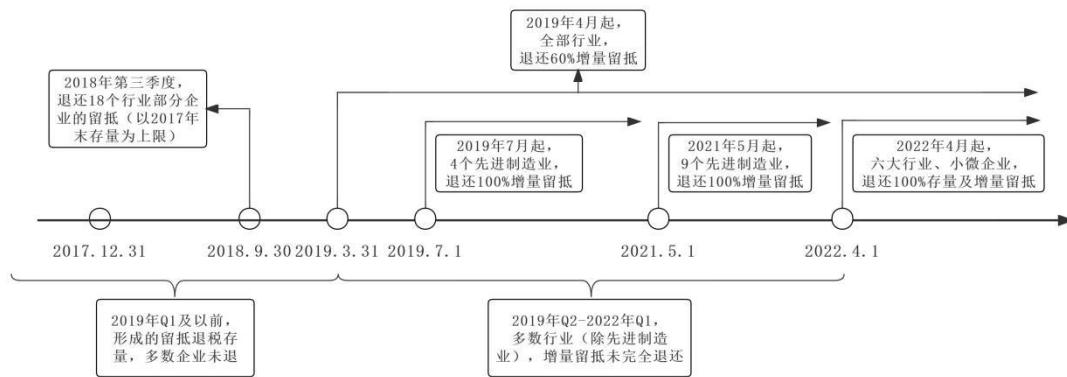 2019年4月起，
全部行业，
退还60%增量留抵
2018年第三季度，
退还18个行业部分企
业的留抵（以2017年
末存量为上限）
2019年7月起，
4个先进制造业，
退还100%增量留抵
2021年5月起，
9个先进制造业，
退还100%增量留抵
2022年4月起，
六大行业、小微企业，
退还100%存量及增量留抵
2017.12.31
2018.9.30
2019.3.31
2019.7.1
2021.5.1
2022.4.1
2019年Q1及以前，
形成的留抵退税存
量，多数企业未退
2019年Q2-2022年Q1，
多数行业（除先进制造
业），增量留抵未完全退还